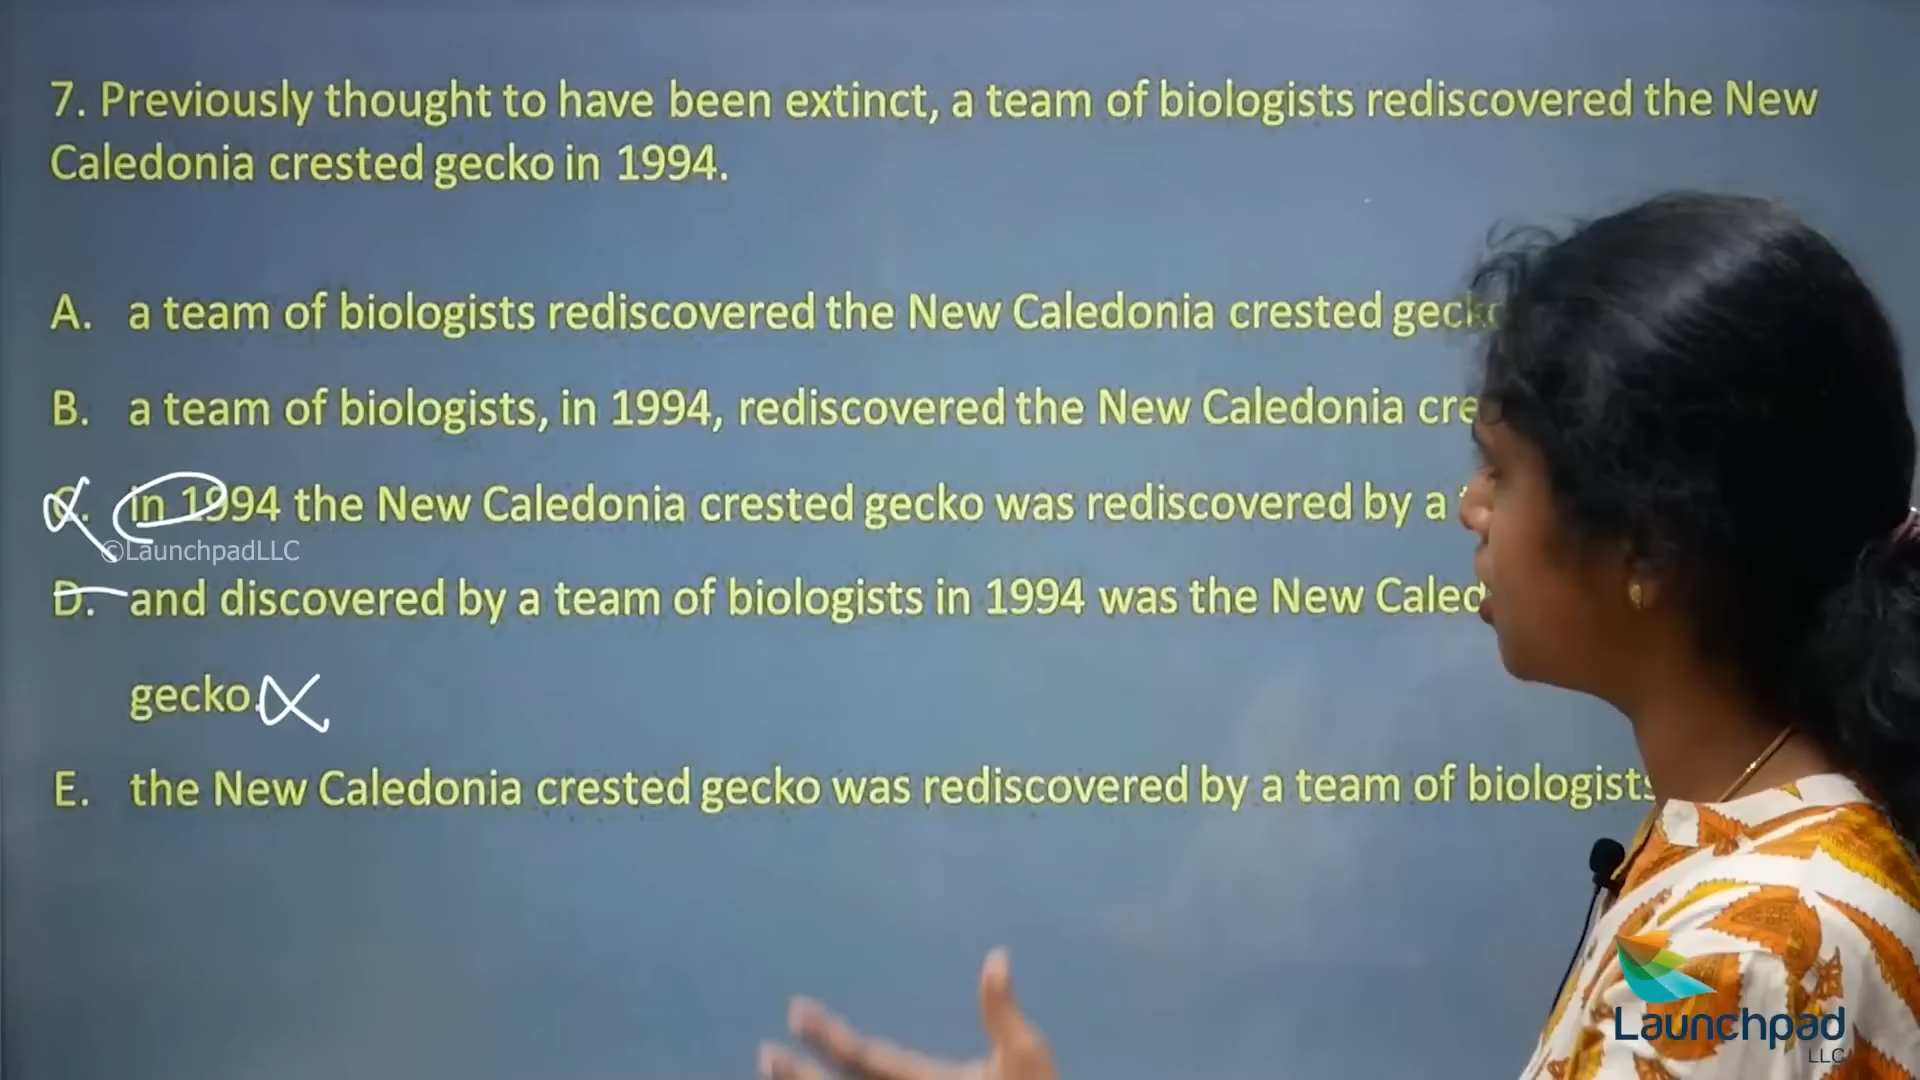 7. Previously thought to have been extinct, a team of biologists rediscovered the New
Caledonia crested gecko in 1994.
A. a team of biologists rediscovered the New Caledonia crested gecko
B. a team of biologists, in 1994, rediscovered the New Caledonia
C. in 1994 the New Caledonia crested gecko was rediscovered by a
©LaunchpadLLC
D. and discovered by a team of biologists in 1994 was the New
gecko.
E. the New Caledonia crested gecko was rediscovered by a team of biologists
Launchpad
LLC